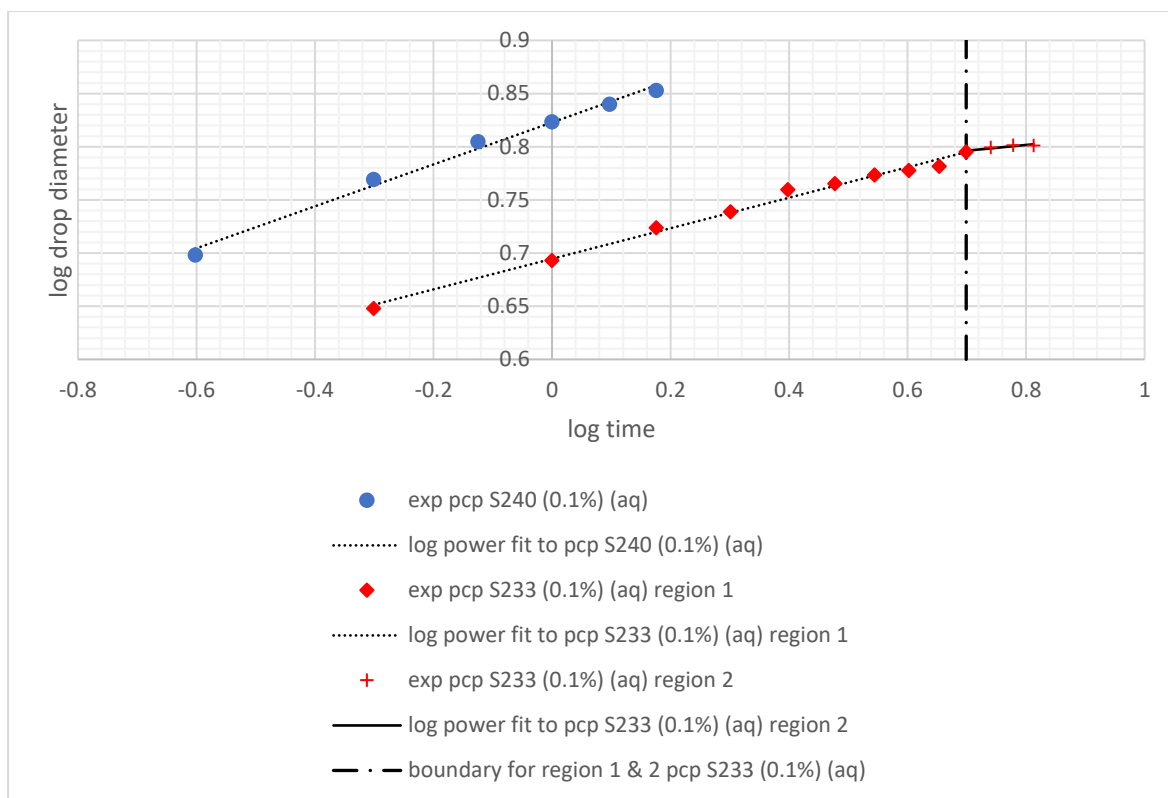 0.9
0.85
0.8
0.75
0.7
0.65
0.6
log drop diameter
-0.8 -0.6 -0.4 -0.2 0 0.2 0.4 0.6 0.8 1
log time
exp pcp S240 (0.1%) (aq)
log power fit to pcp S240 (0.1%) (aq)
exp pcp S233 (0.1%) (aq) region 1
log power fit to pcp S233 (0.1%) (aq) region 1
exp pcp S233 (0.1%) (aq) region 2
log power fit to pcp S233 (0.1%) (aq) region 2
boundary for region 1 & 2 pcp S233 (0.1%) (aq)